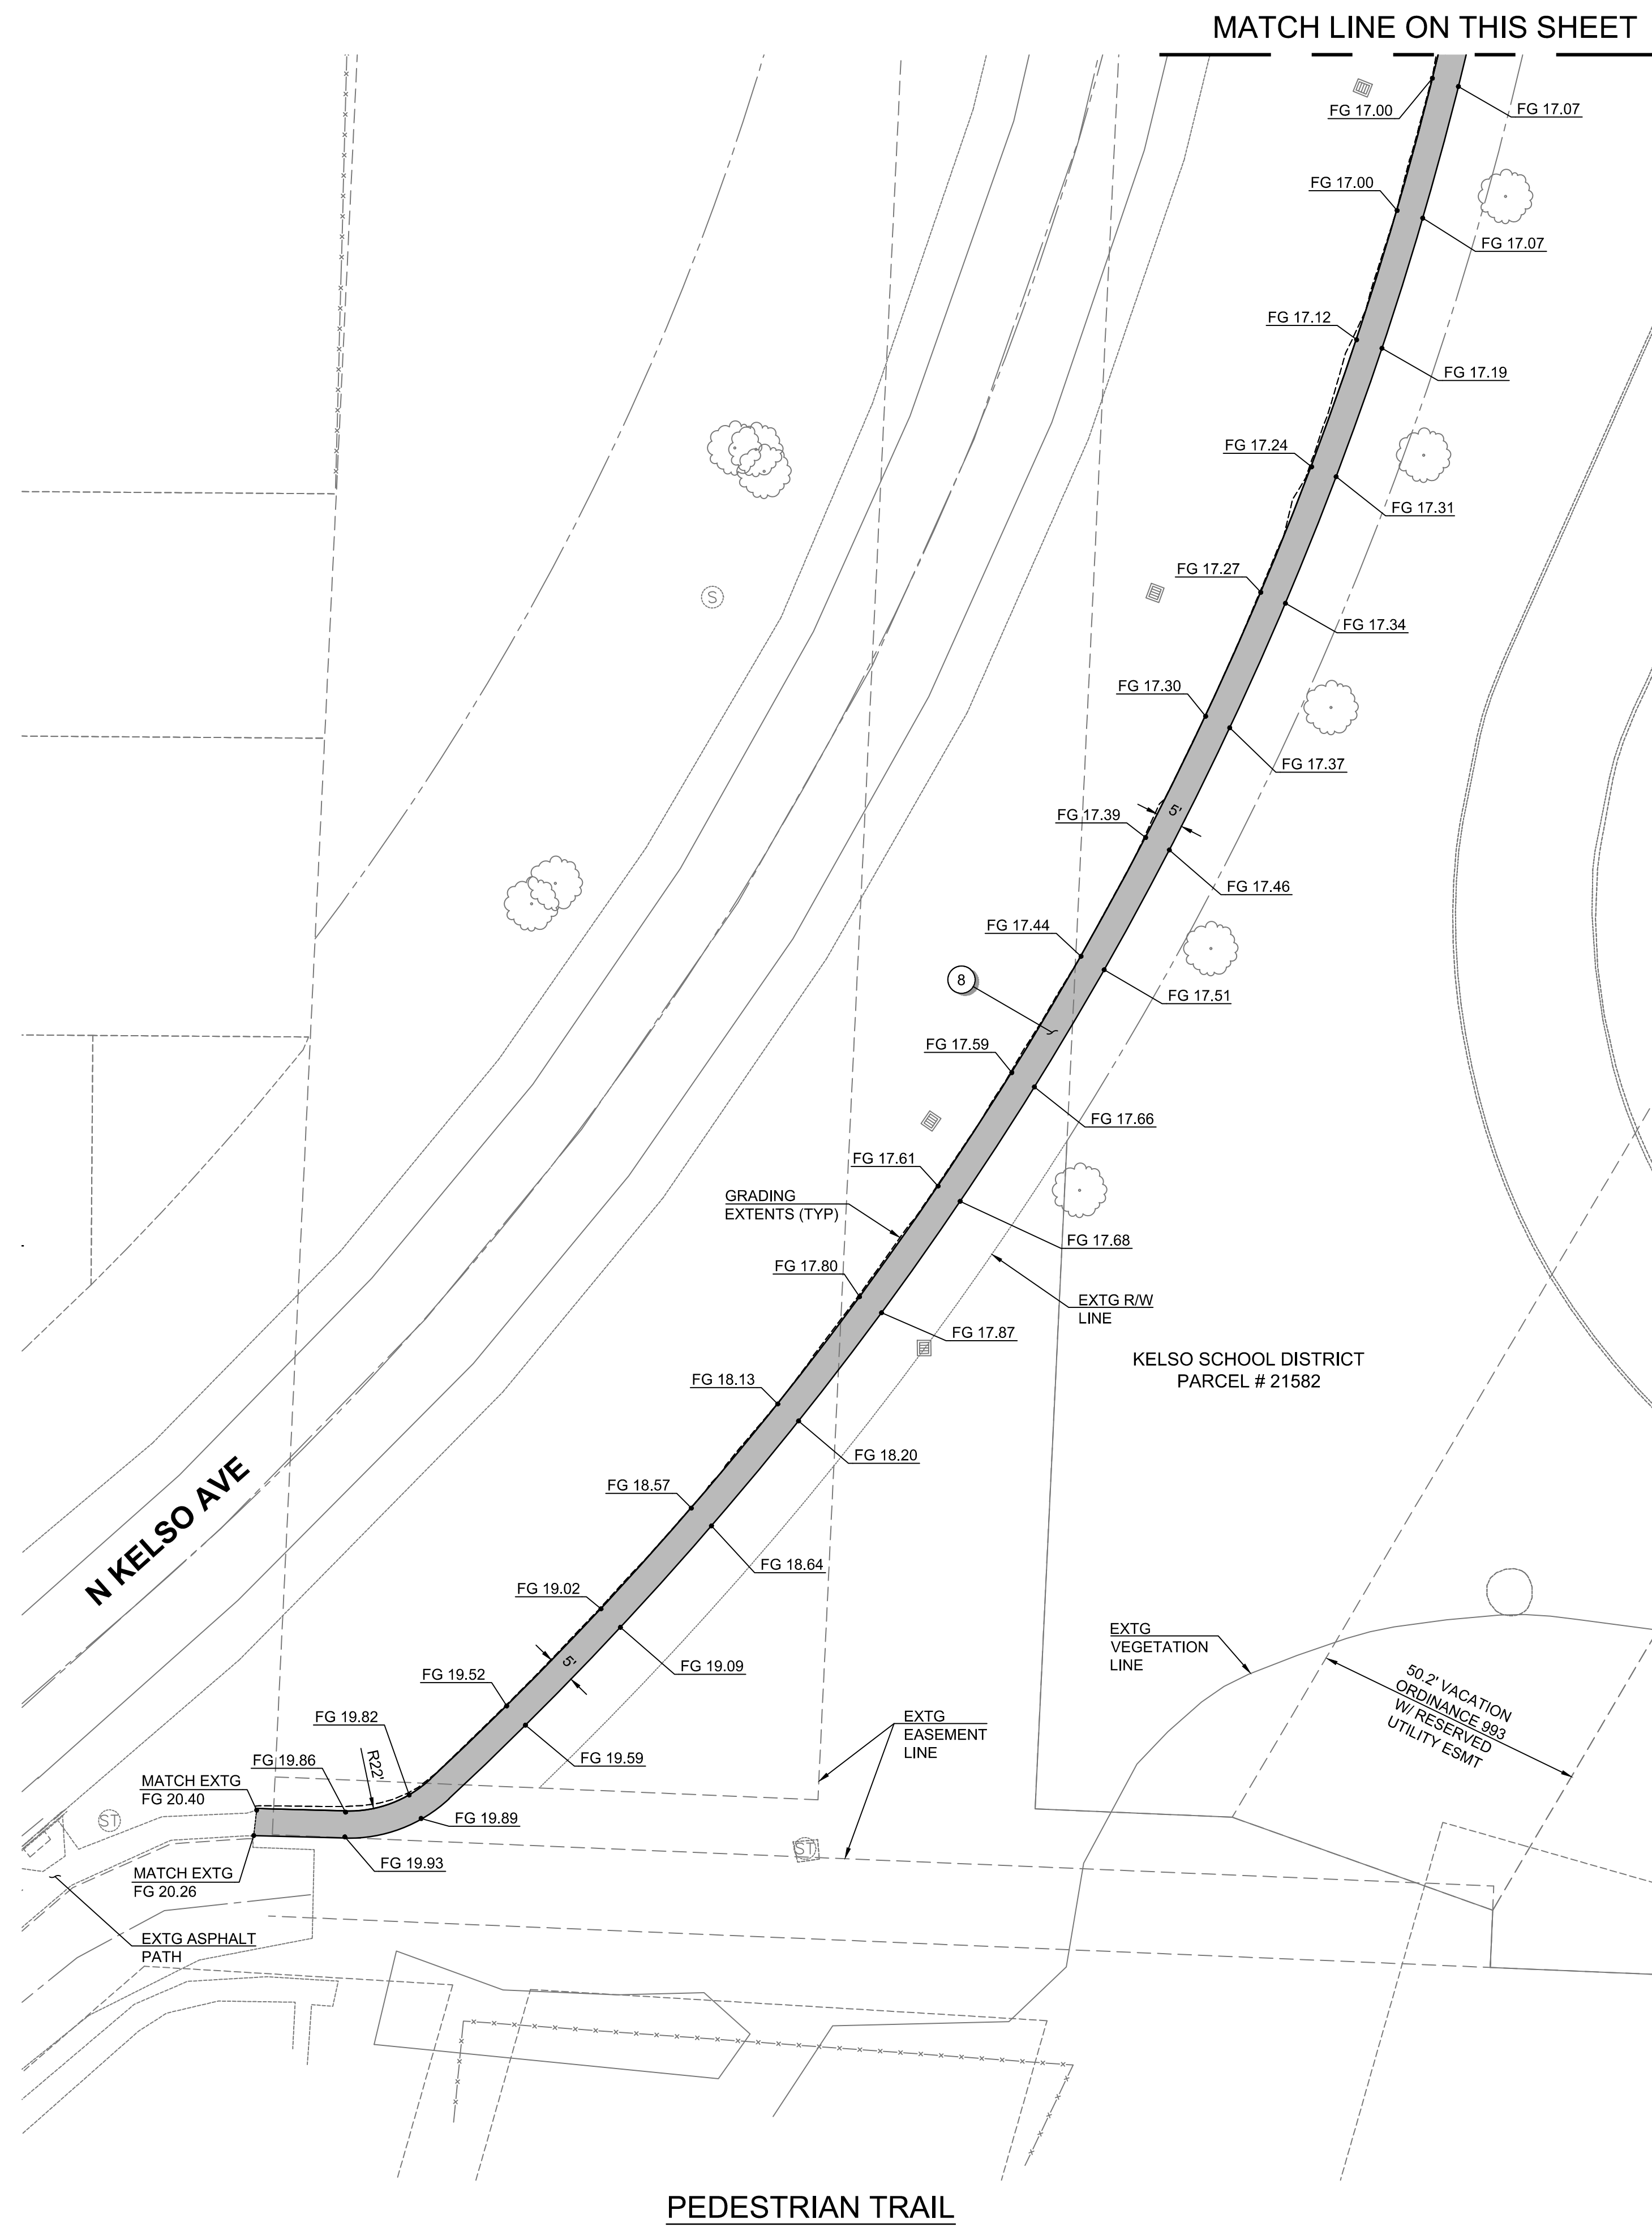 MATCH LINE ON THIS SHEET
FG 17.00
FG 17.07
FG 17.00
FG 17.07
FG 17.12
FG 17.19
FG 17.24
FG 17.31
FG 17.27
FG 17.34
S
FG 17.30
FG 17.37
5'
FG 17.39
FG 17.46
FG 17.44
8
FG 17.51
FG 17.59
FG 17.66
FG 17.61
GRADING
EXTENTS (TYP)
FG 17.68
FG 17.80
EXTG R/W
LINE
FG 17.87
KELSO SCHOOL DISTRICT
PARCEL # 21582
FG 18.13
FG 18.20
N KELSO AVE
FG 18.57
FG 18.64
FG 19.02
EXTG
VEGETATION
LINE
5'
FG 19.09
FG 19.52
50.2' VACATION
ORDINANCE 993
W/ RESERVED
UTILITY ESMT
FG 19.82
EXTG
EASEMENT
LINE
FG 19.86
R22'
FG 19.59
MATCH EXTG
FG 20.40
ST
FG 19.89
ST
FG 19.93
MATCH EXTG
FG 20.26
EXTG ASPHALT
PATH
PEDESTRIAN TRAIL